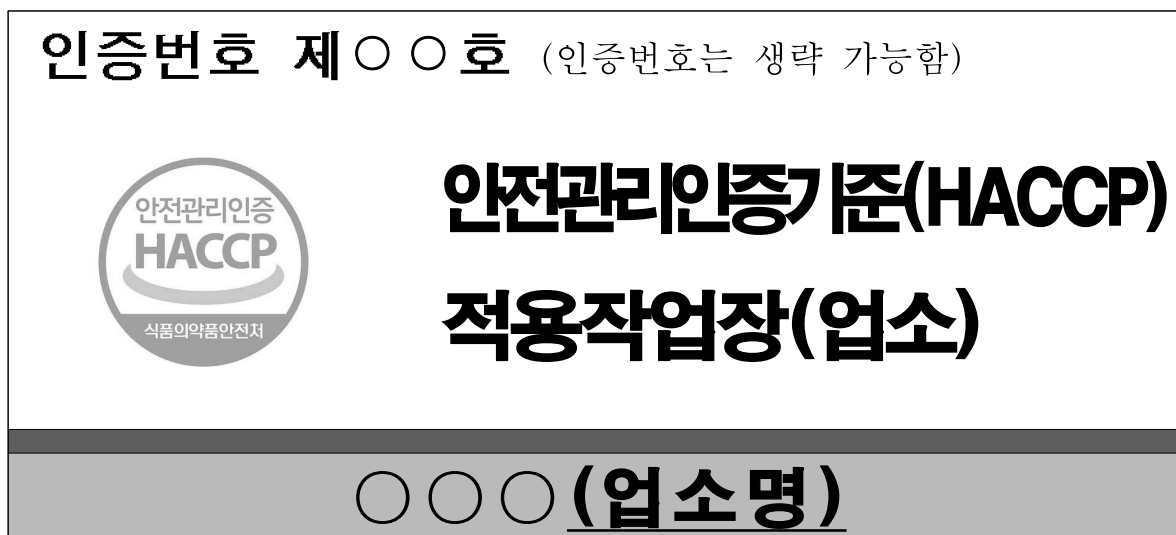 인증번호 제○○호 (인증번호는 생략 가능함)
안전관리인증
HACCP
식품의약품안전처
안전관리인증기준(HACCP)
적용작업장(업소)
○○○(업소명)